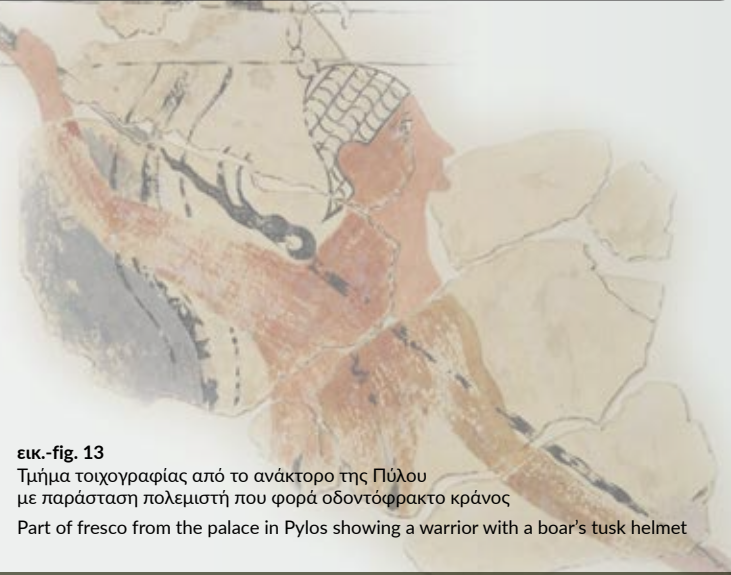 εικ.-fig. 13
Τμήμα τοιχογραφίας από το ανάκτορο της Πύλου
με παράσταση πολεμιστή που φορά οδοντόφρακτο κράνος
Part of fresco from the palace in Pylos showing a warrior with a boar's tusk helmet